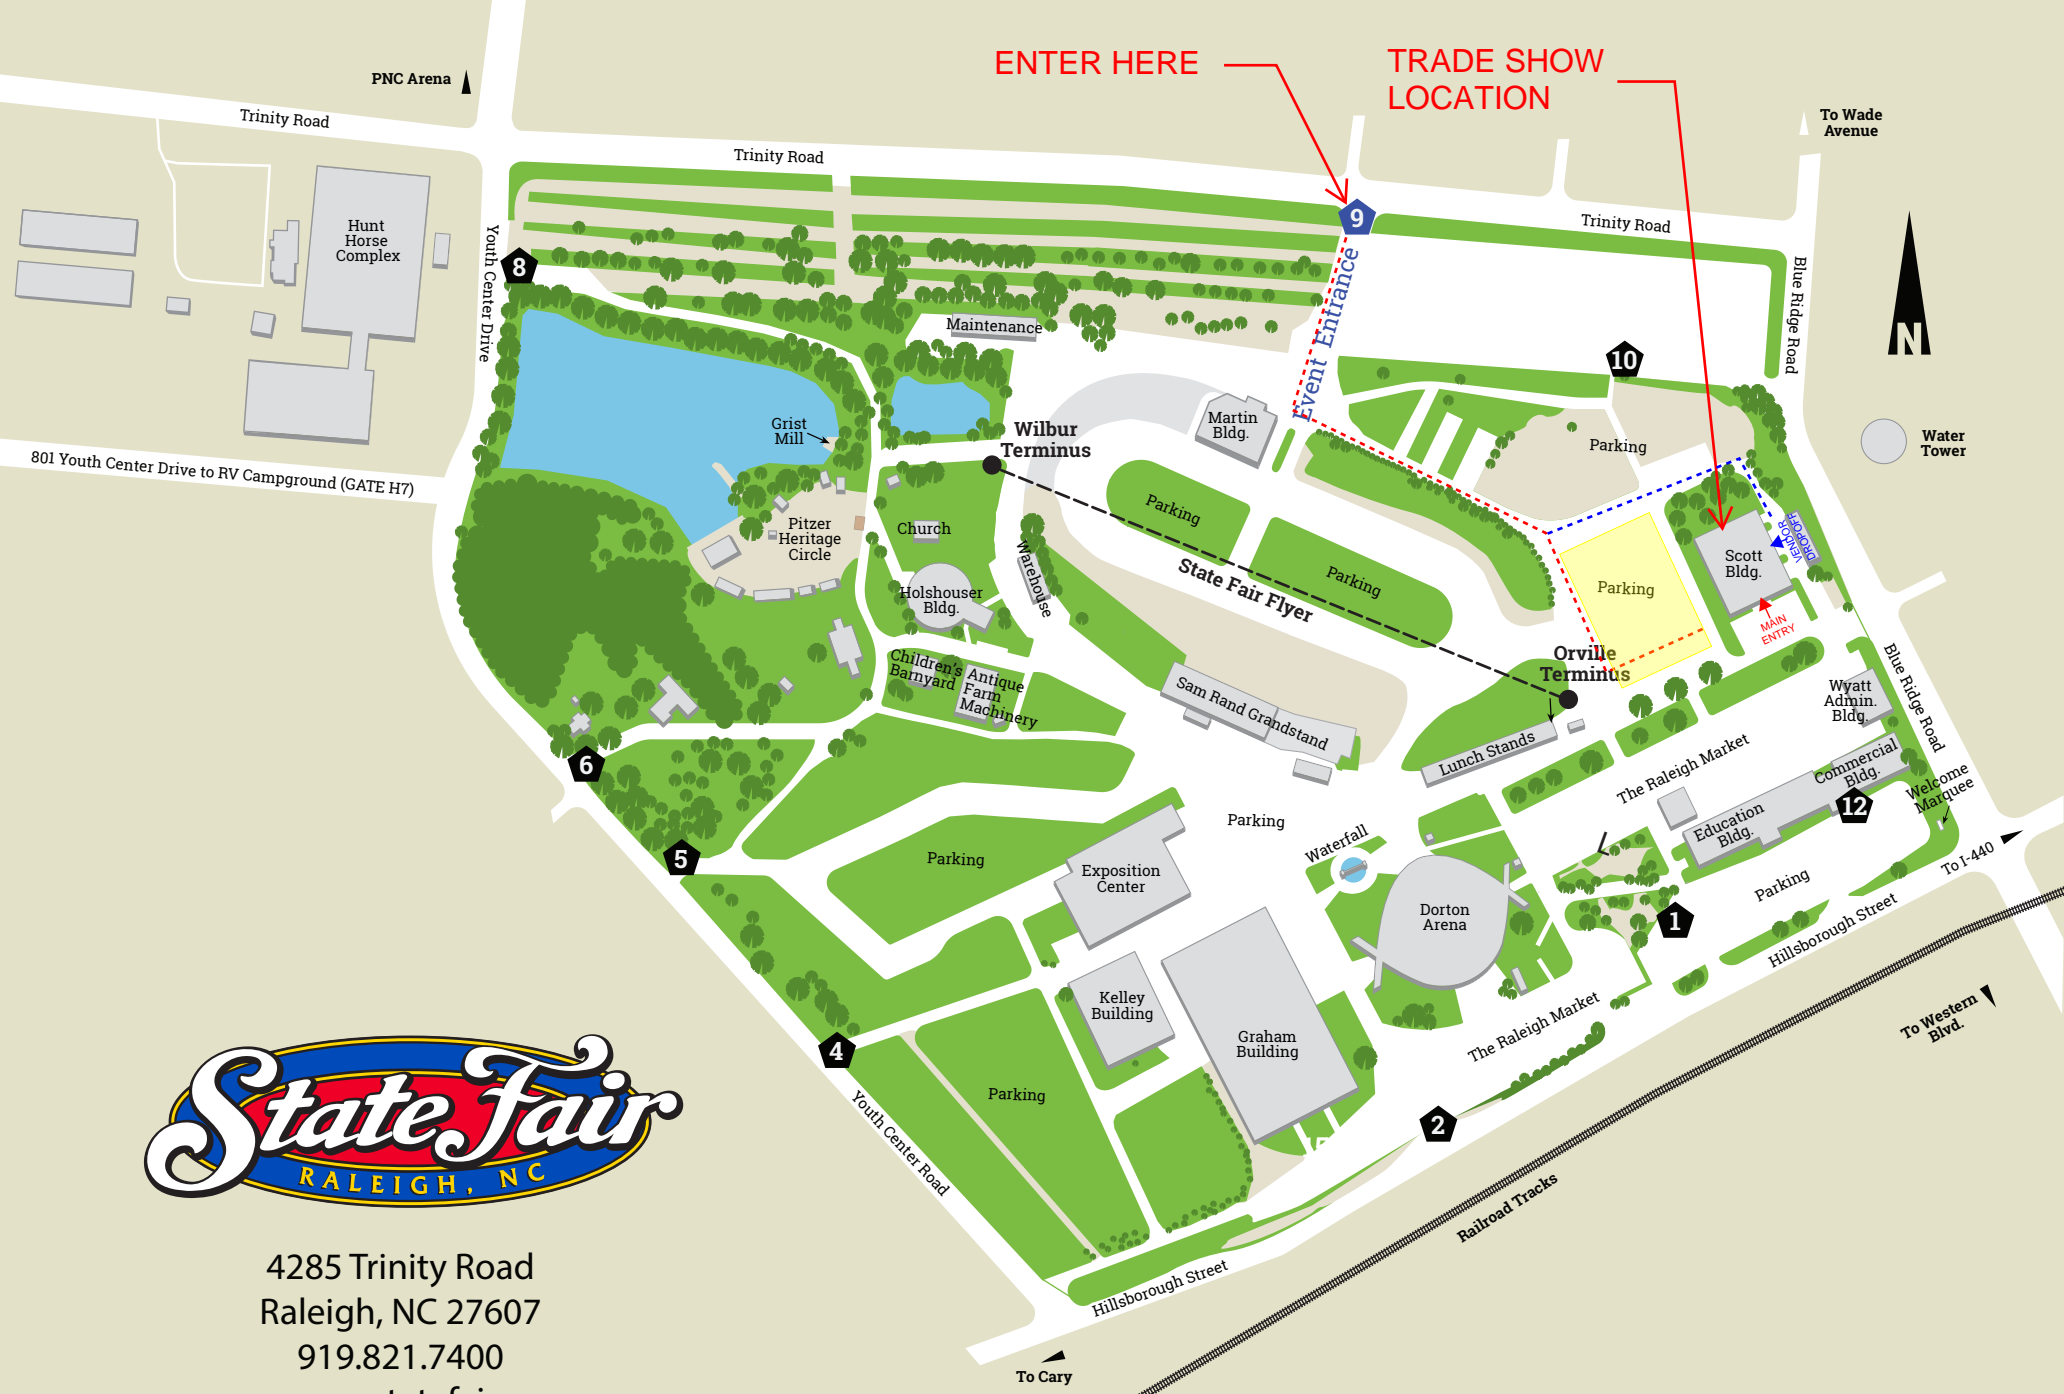 ENTER HERE
TRADE SHOW
LOCATION
PNC Arena
To Wade
Avenue
Trinity Road
Trinity Road
Trinity Road
9
Hunt
Horse
Complex
Youth Center Drive
8
Event Entrance
Blue Ridge Road
N
Maintenance
10
Grist
Mill
Wilbur
Terminus
Martin
Bldg.
Parking
Water
Tower
801 Youth Center Drive to RV Campground (GATE H7)
Parking
Pitzer
Heritage
Circle
Church
Warehouse
State Fair Flyer
Parking
Parking
Scott
Bldg.
VENDOR
DROPOFF
MAIN
ENTRY
Holshouser
Bldg.
Children's
Barnyard
Antique
Farm
Machinery
Sam Rand Grandstand
Orville
Terminus
Lunch Stands
Wyatt
Admin.
Bldg.
Blue Ridge Road
The Raleigh Market
Commercial
Bldg.
12
Education
Bldg.
Welcome
Marquee
6
5
Parking
Exposition
Center
Parking
Waterfall
Dorton
Arena
1
Parking
To I-440
Hillsborough Street
The Raleigh Market
To Western
Blvd.
Kelley
Building
Graham
Building
4
Parking
2
Youth Center Road
Railroad Tracks
Hillsborough Street
To Cary
State Fair
RALEIGH, NC
4285 Trinity Road
Raleigh, NC 27607
919.821.7400